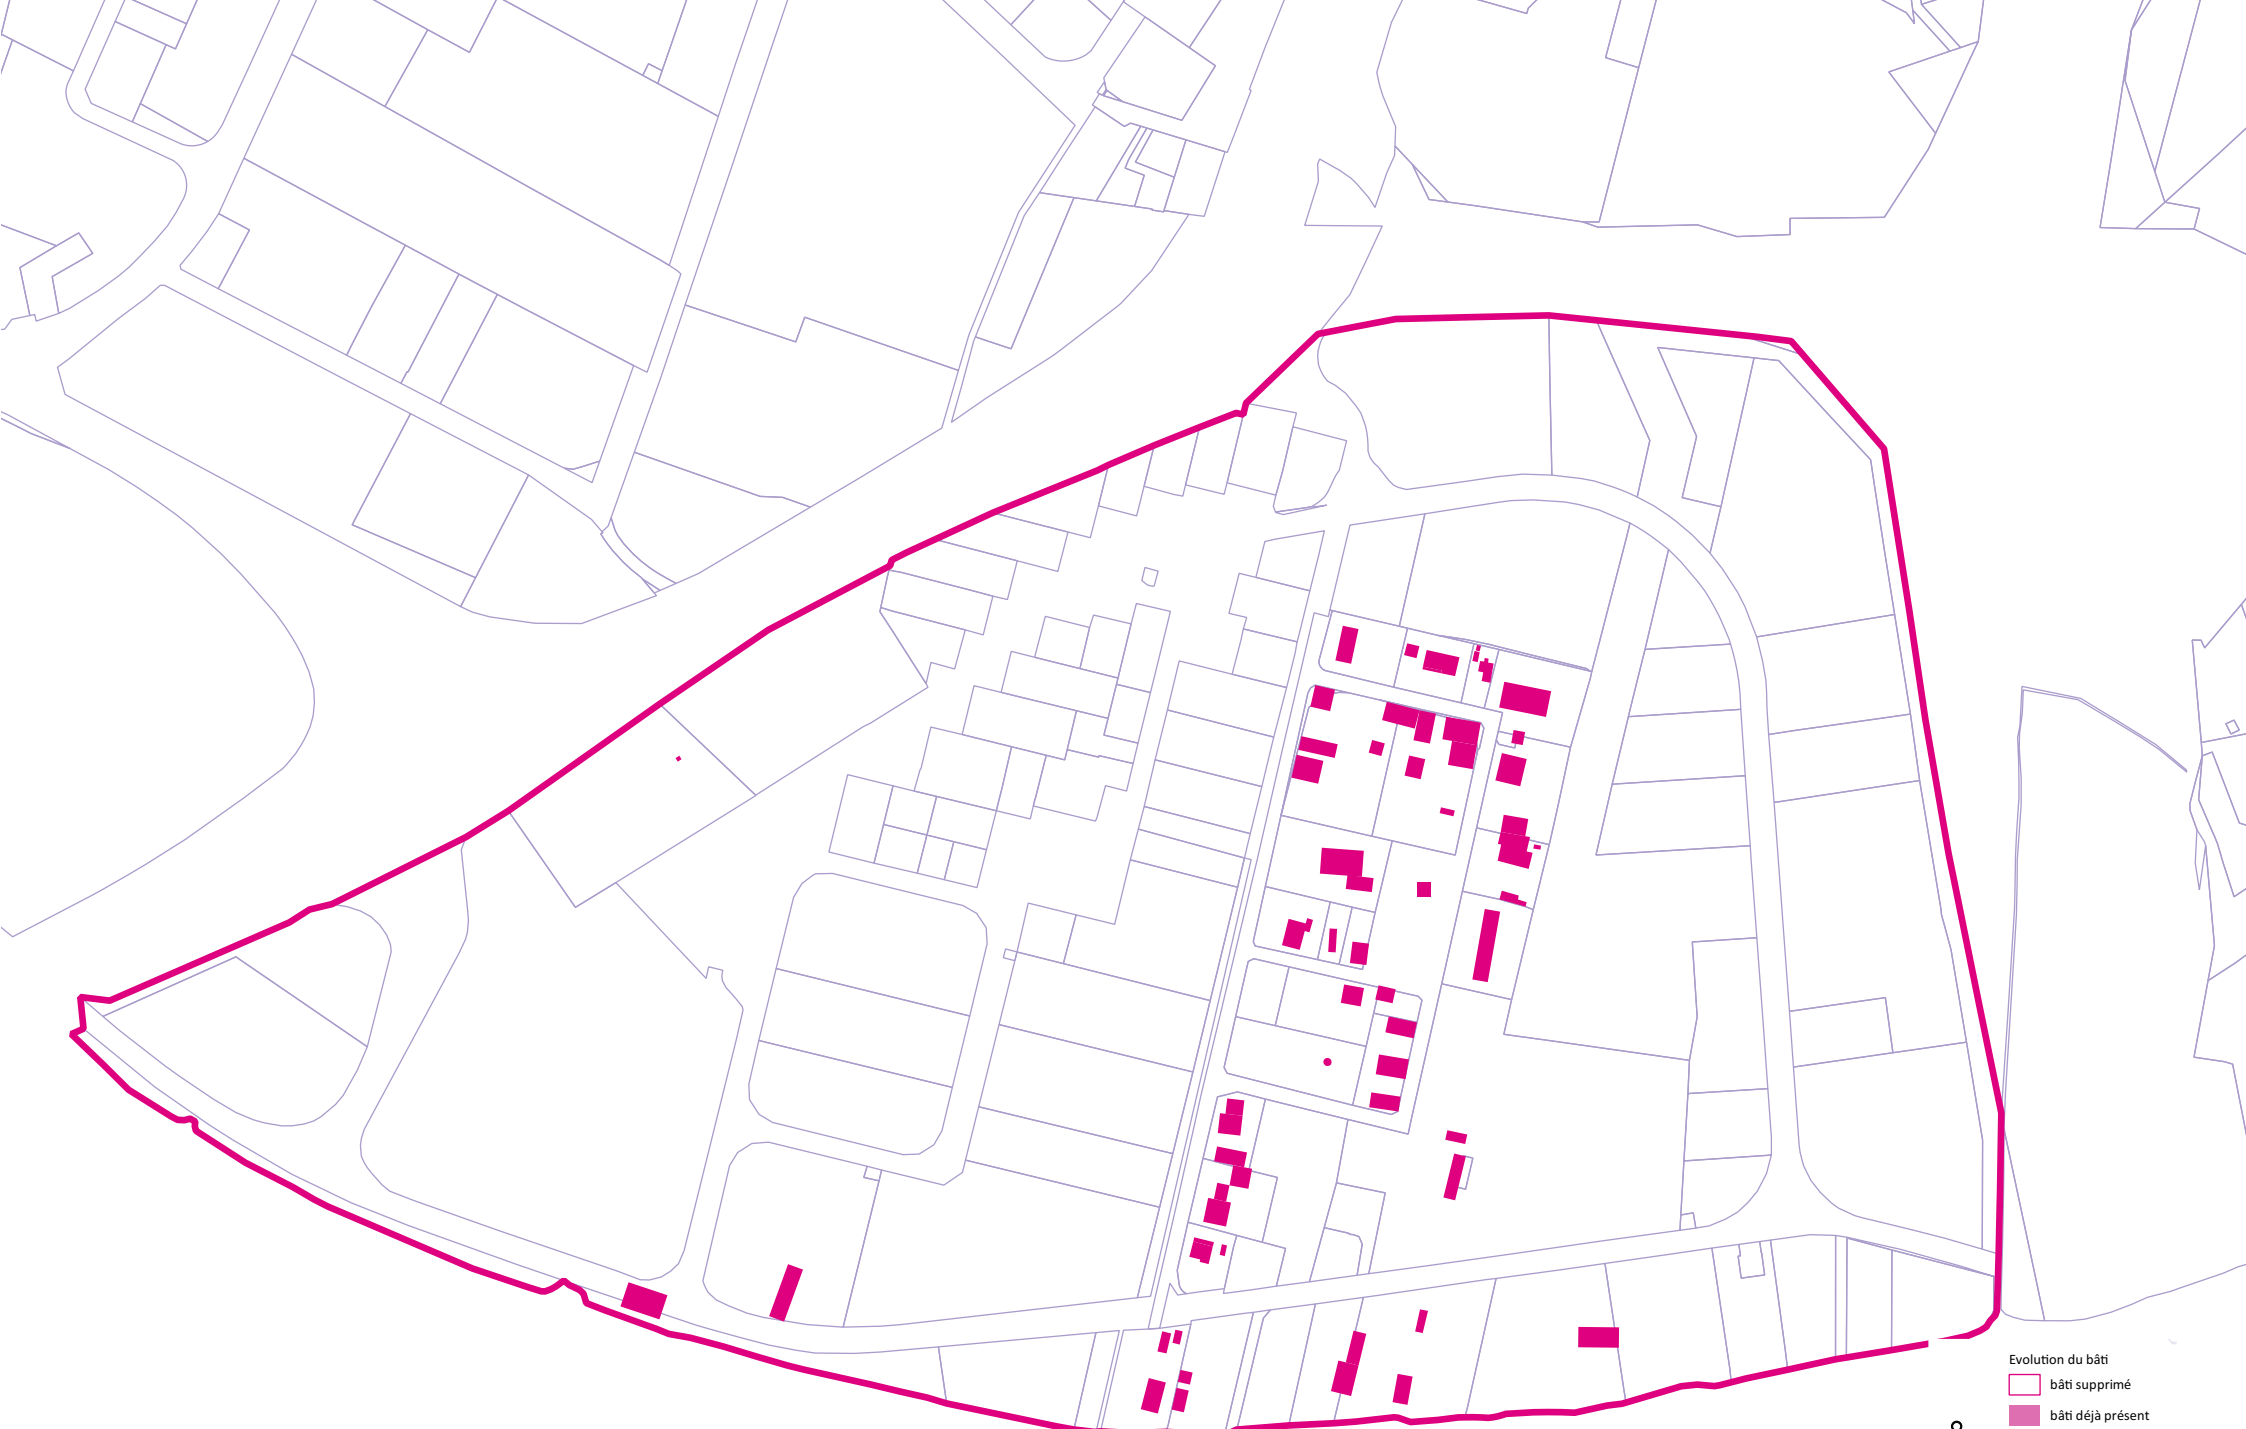 Evolution du bâti
bâti supprimé
bâti déjà présent